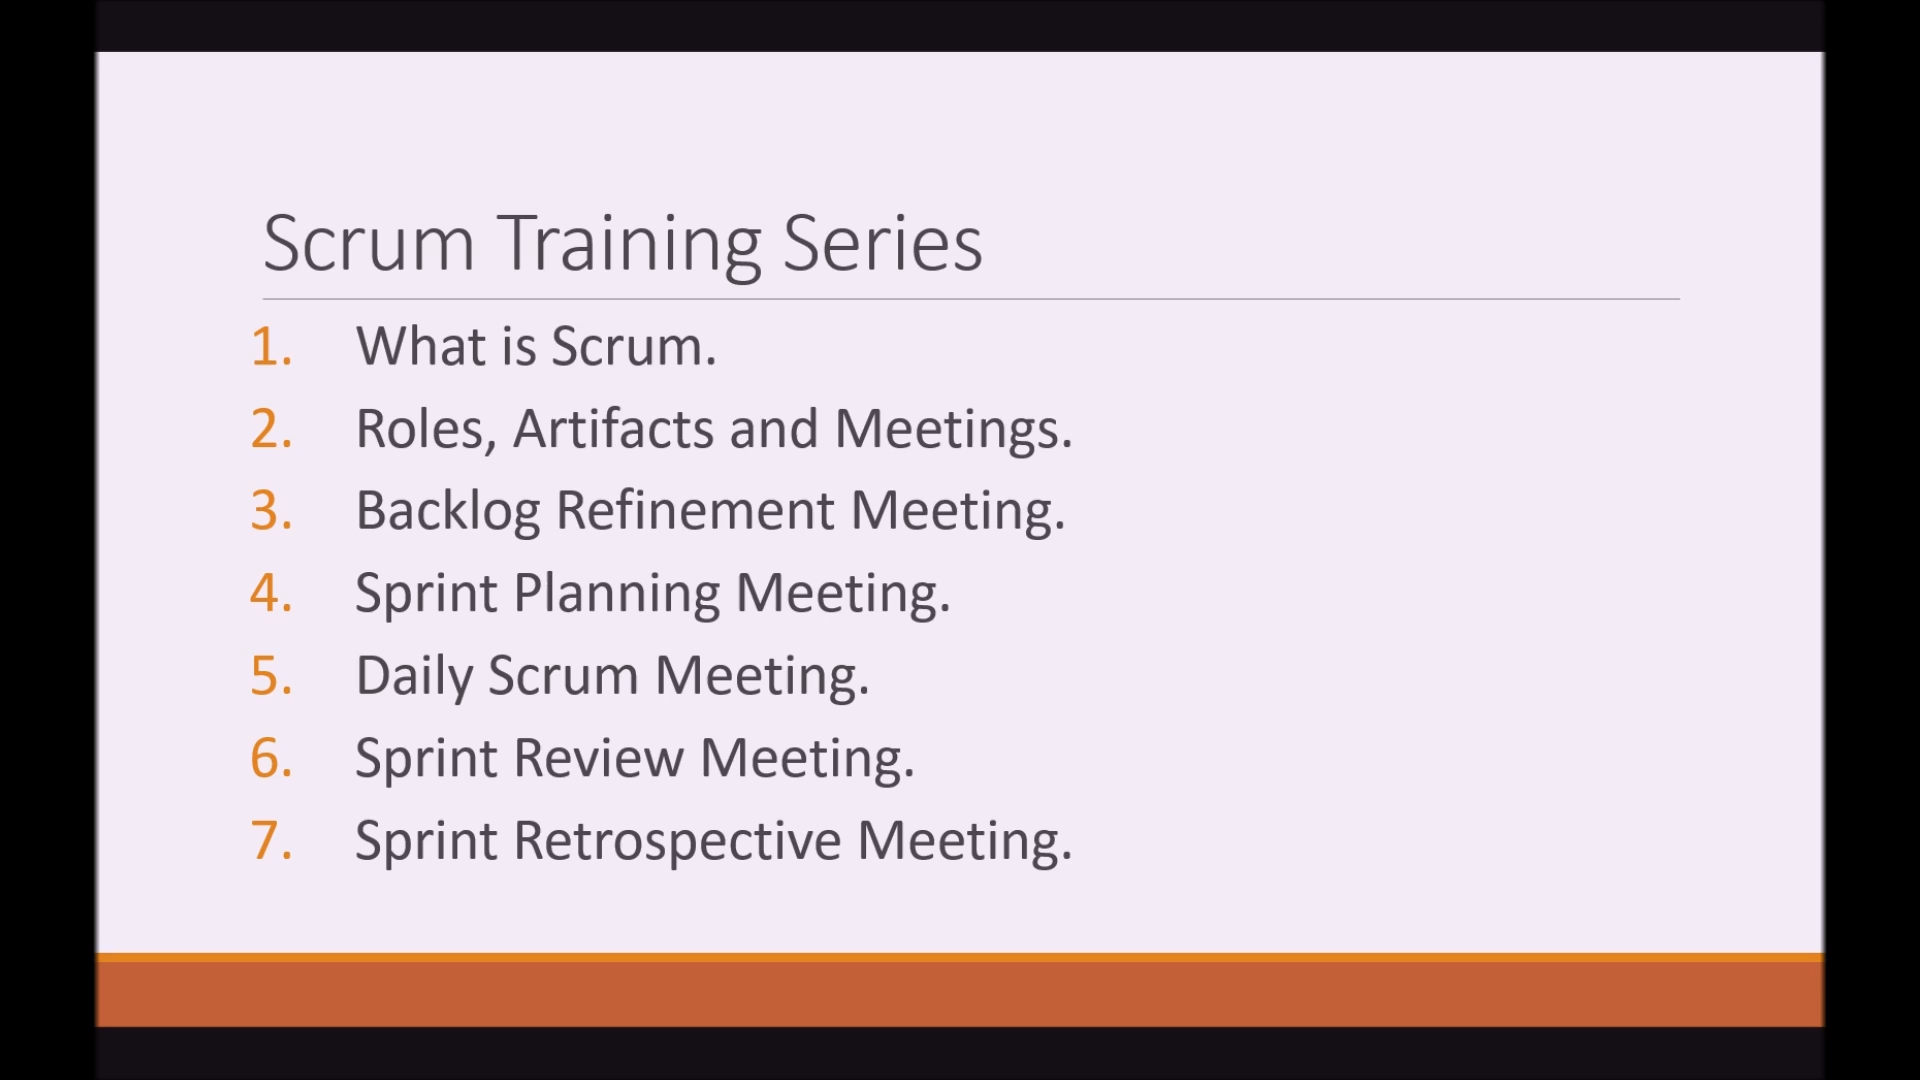 Scrum Training Series
1. What is Scrum.
2. Roles, Artifacts and Meetings.
3. Backlog Refinement Meeting.
4. Sprint Planning Meeting.
5. Daily Scrum Meeting.
6. Sprint Review Meeting.
7. Sprint Retrospective Meeting.